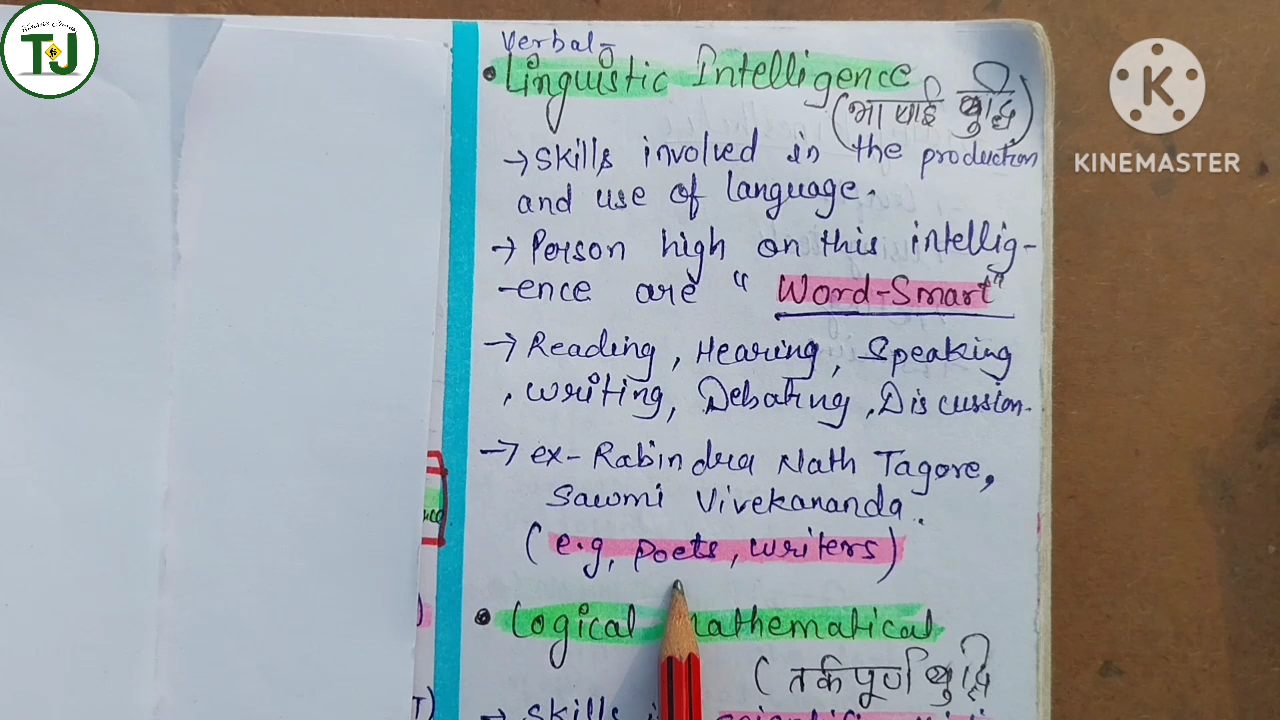 TJ
K
KINEMASTER
Verbal-
• Linguistic Intelligence
(भाषाई बुद्धि)
→ Skills involved in the production
and use of language.
→ Person high on this intellig-
-ence are "Word-Smart"
→ Reading, Hearing, Speaking
, writing, Debating, Discussion.
→ ex- Rabindra Nath Tagore,
Sawmi Vivekananda.
(e.g, poets, writers)
• Logical mathematical
(तर्कपूर्ण बुद्धि
→ Skills